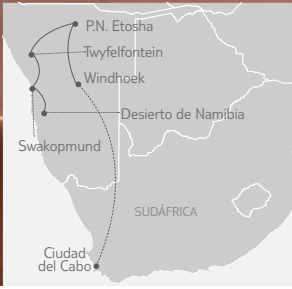 P.N. Etosha
Twyfelfontein
Windhoek
Desierto de Namibia
Swakopmund
SUDÁFRICA
Ciudad
del Cabo